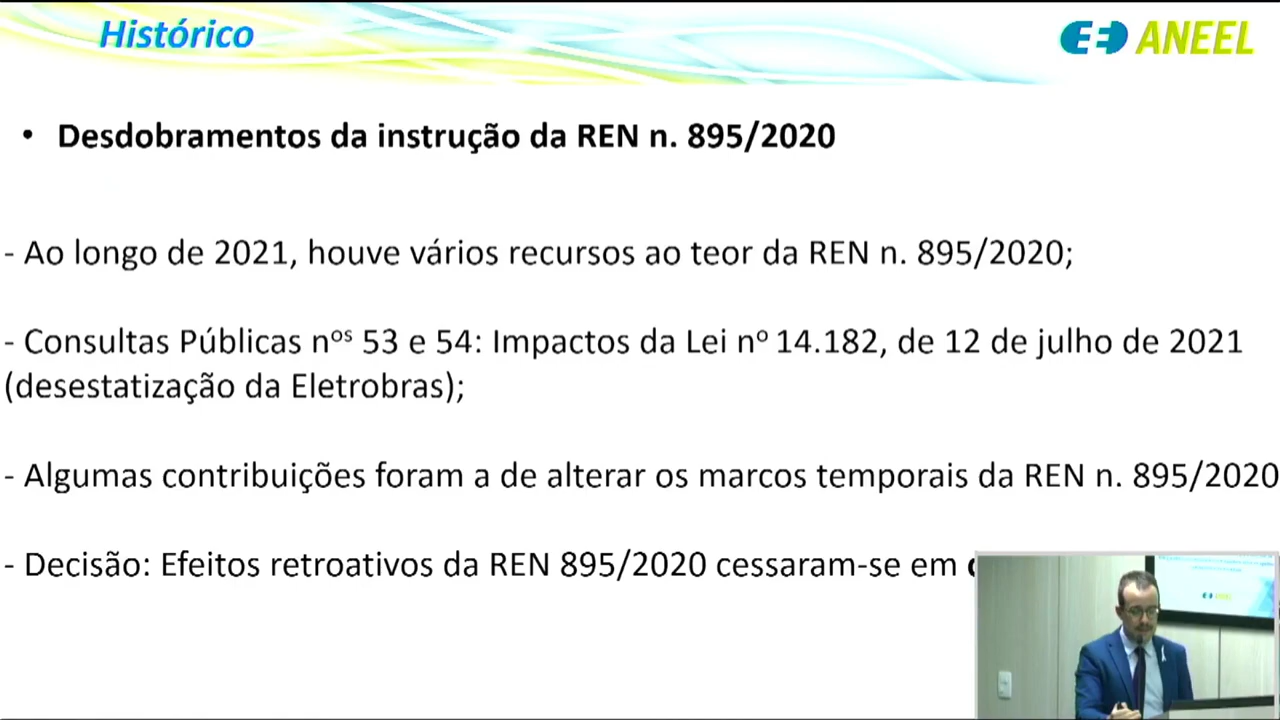 Histórico
ANEEL
• Desdobramentos da instrução da REN n. 895/2020
- Ao longo de 2021, houve vários recursos ao teor da REN n. 895/2020;
- Consultas Públicas nos 53 e 54: Impactos da Lei nº 14.182, de 12 de julho de 2021
(desestatização da Eletrobras);
- Algumas contribuições foram a de alterar os marcos temporais da REN n. 895/2020
- Decisão: Efeitos retroativos da REN 895/2020 cessaram-se em